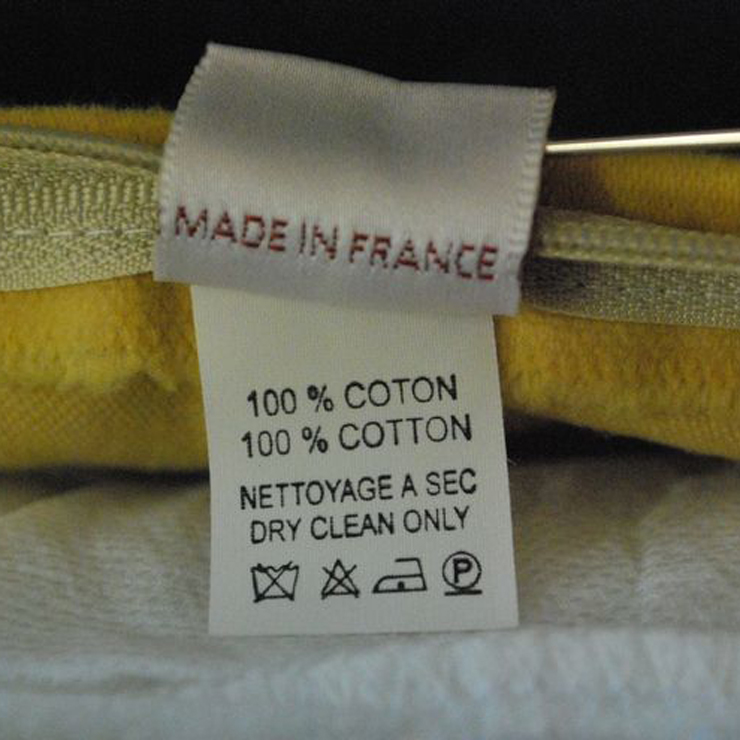 MADE IN FRANCE
100 % COTON
100 % COTTON
NETTOYAGE A SEC
DRY CLEAN ONLY
P